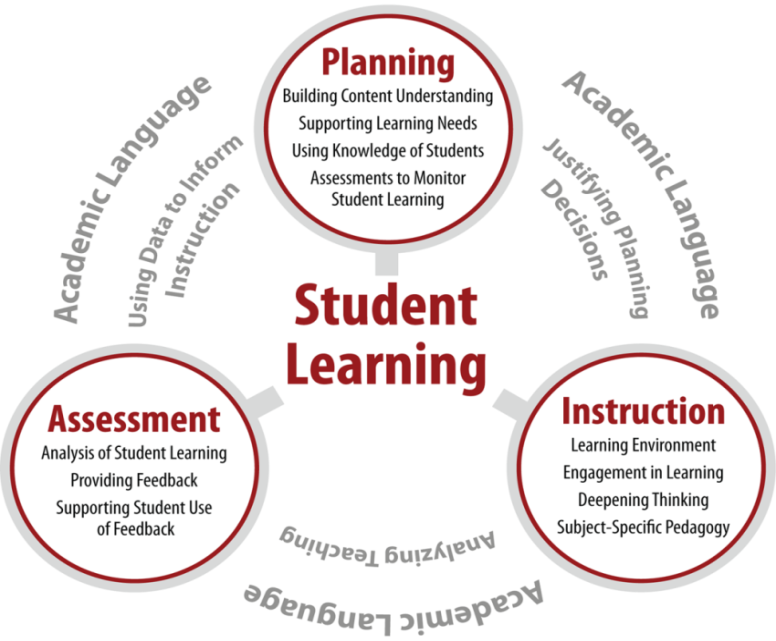 Planning
Building Content Understanding
Supporting Learning Needs
Using Knowledge of Students
Assessments to Monitor
Student Learning
Academic Language
Using Data to Inform
Instruction
Academic Language
Justifying Planning
Decisions
Student
Learning
Assessment
Analysis of Student Learning
Providing Feedback
Supporting Student Use
of Feedback
Instruction
Learning Environment
Engagement in Learning
Deepening Thinking
Subject-Specific Pedagogy
Analyzing Teaching
Academic Language